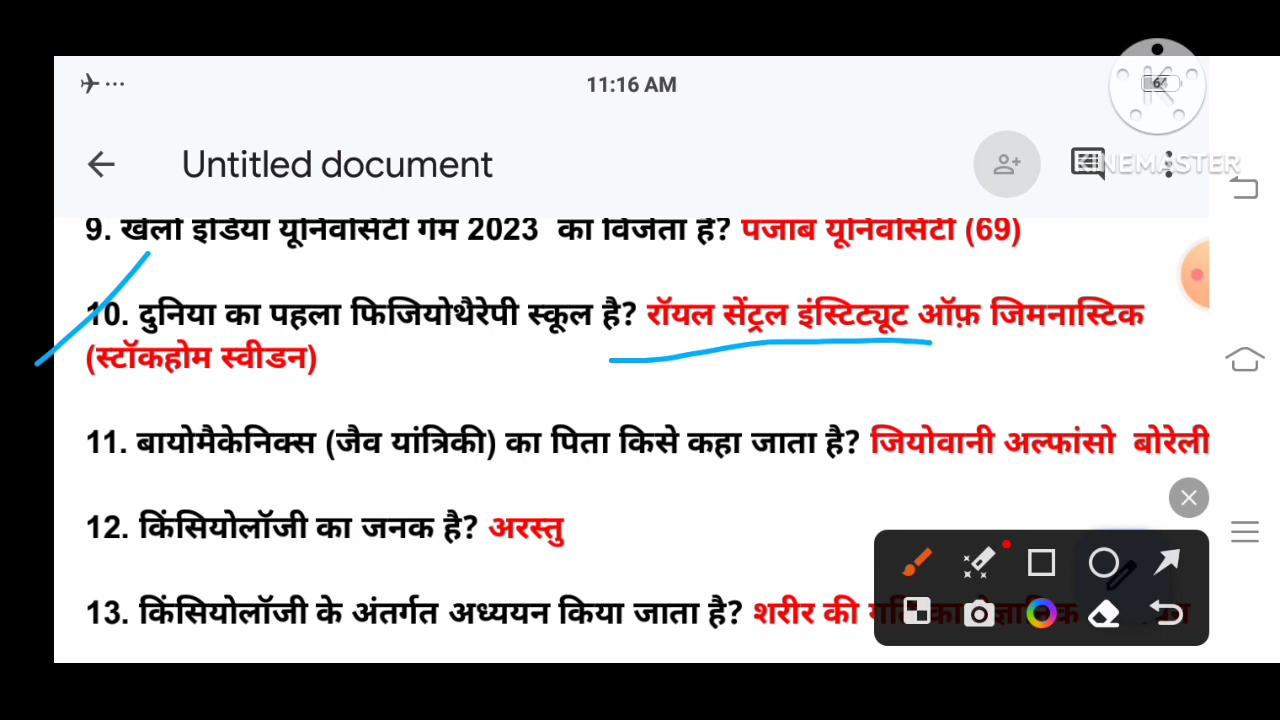 11:16 AM
64
Untitled document
KINEMASTER
9. खेलो इंडिया यूनिवर्सिटी गेम 2023 का विजेता है? पंजाब यूनिवर्सिटी (69)
10. दुनिया का पहला फिजियोथैरेपी स्कूल है? रॉयल सेंट्रल इंस्टिट्यूट ऑफ़ जिमनास्टिक
(स्टॉकहोम स्वीडन)
11. बायोमैकेनिक्स (जैव यांत्रिकी) का पिता किसे कहा जाता है? जियोवानी अल्फांसो बोरेली
12. किंसियोलॉजी का जनक है? अरस्तु
13. किंसियोलॉजी के अंतर्गत अध्ययन किया जाता है? शरीर की